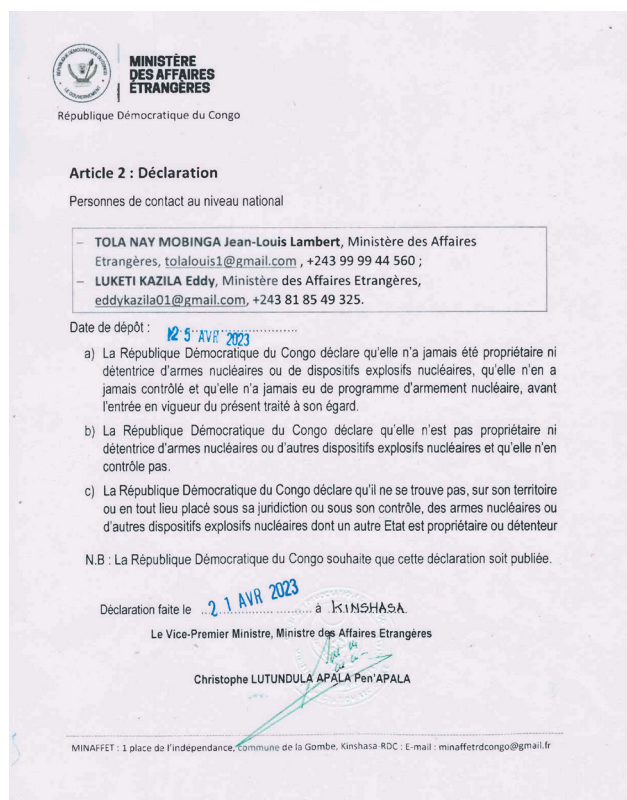 MINISTÈRE
DES AFFAIRES
ÉTRANGÈRES
RÉPUBLIQUE DÉMOCRATIQUE DU CONGO
LE GOUVERNEMENT
République Démocratique du Congo
Article 2 : Déclaration
Personnes de contact au niveau national
– TOLA NAY MOBINGA Jean-Louis Lambert, Ministère des Affaires
Etrangères, tolalouis1@gmail.com , +243 99 99 44 560 ;
– LUKETI KAZILA Eddy, Ministère des Affaires Etrangères,
eddykazila01@gmail.com, +243 81 85 49 325.
Date de dépôt : 25 AVR 2023
a) La République Démocratique du Congo déclare qu'elle n'a jamais été propriétaire ni
détentrice d'armes nucléaires ou de dispositifs explosifs nucléaires, qu'elle n'en a
jamais contrôlé et qu'elle n'a jamais eu de programme d'armement nucléaire, avant
l'entrée en vigueur du présent traité à son égard.
b) La République Démocratique du Congo déclare qu'elle n'est pas propriétaire ni
détentrice d'armes nucléaires ou d'autres dispositifs explosifs nucléaires et qu'elle n'en
contrôle pas.
c) La République Démocratique du Congo déclare qu'il ne se trouve pas, sur son territoire
ou en tout lieu placé sous sa juridiction ou sous son contrôle, des armes nucléaires ou
d'autres dispositifs explosifs nucléaires dont un autre Etat est propriétaire ou détenteur
N.B : La République Démocratique du Congo souhaite que cette déclaration soit publiée.
Déclaration faite le 21 AVR 2023 à KINSHASA.
Le Vice-Premier Ministre, Ministre des Affaires Etrangères
Christophe LUTUNDULA APALA Pen'APALA
MINAFFET : 1 place de l'indépendance, commune de la Gombe, Kinshasa-RDC : E-mail : minaffetrdcongo@gmail.fr